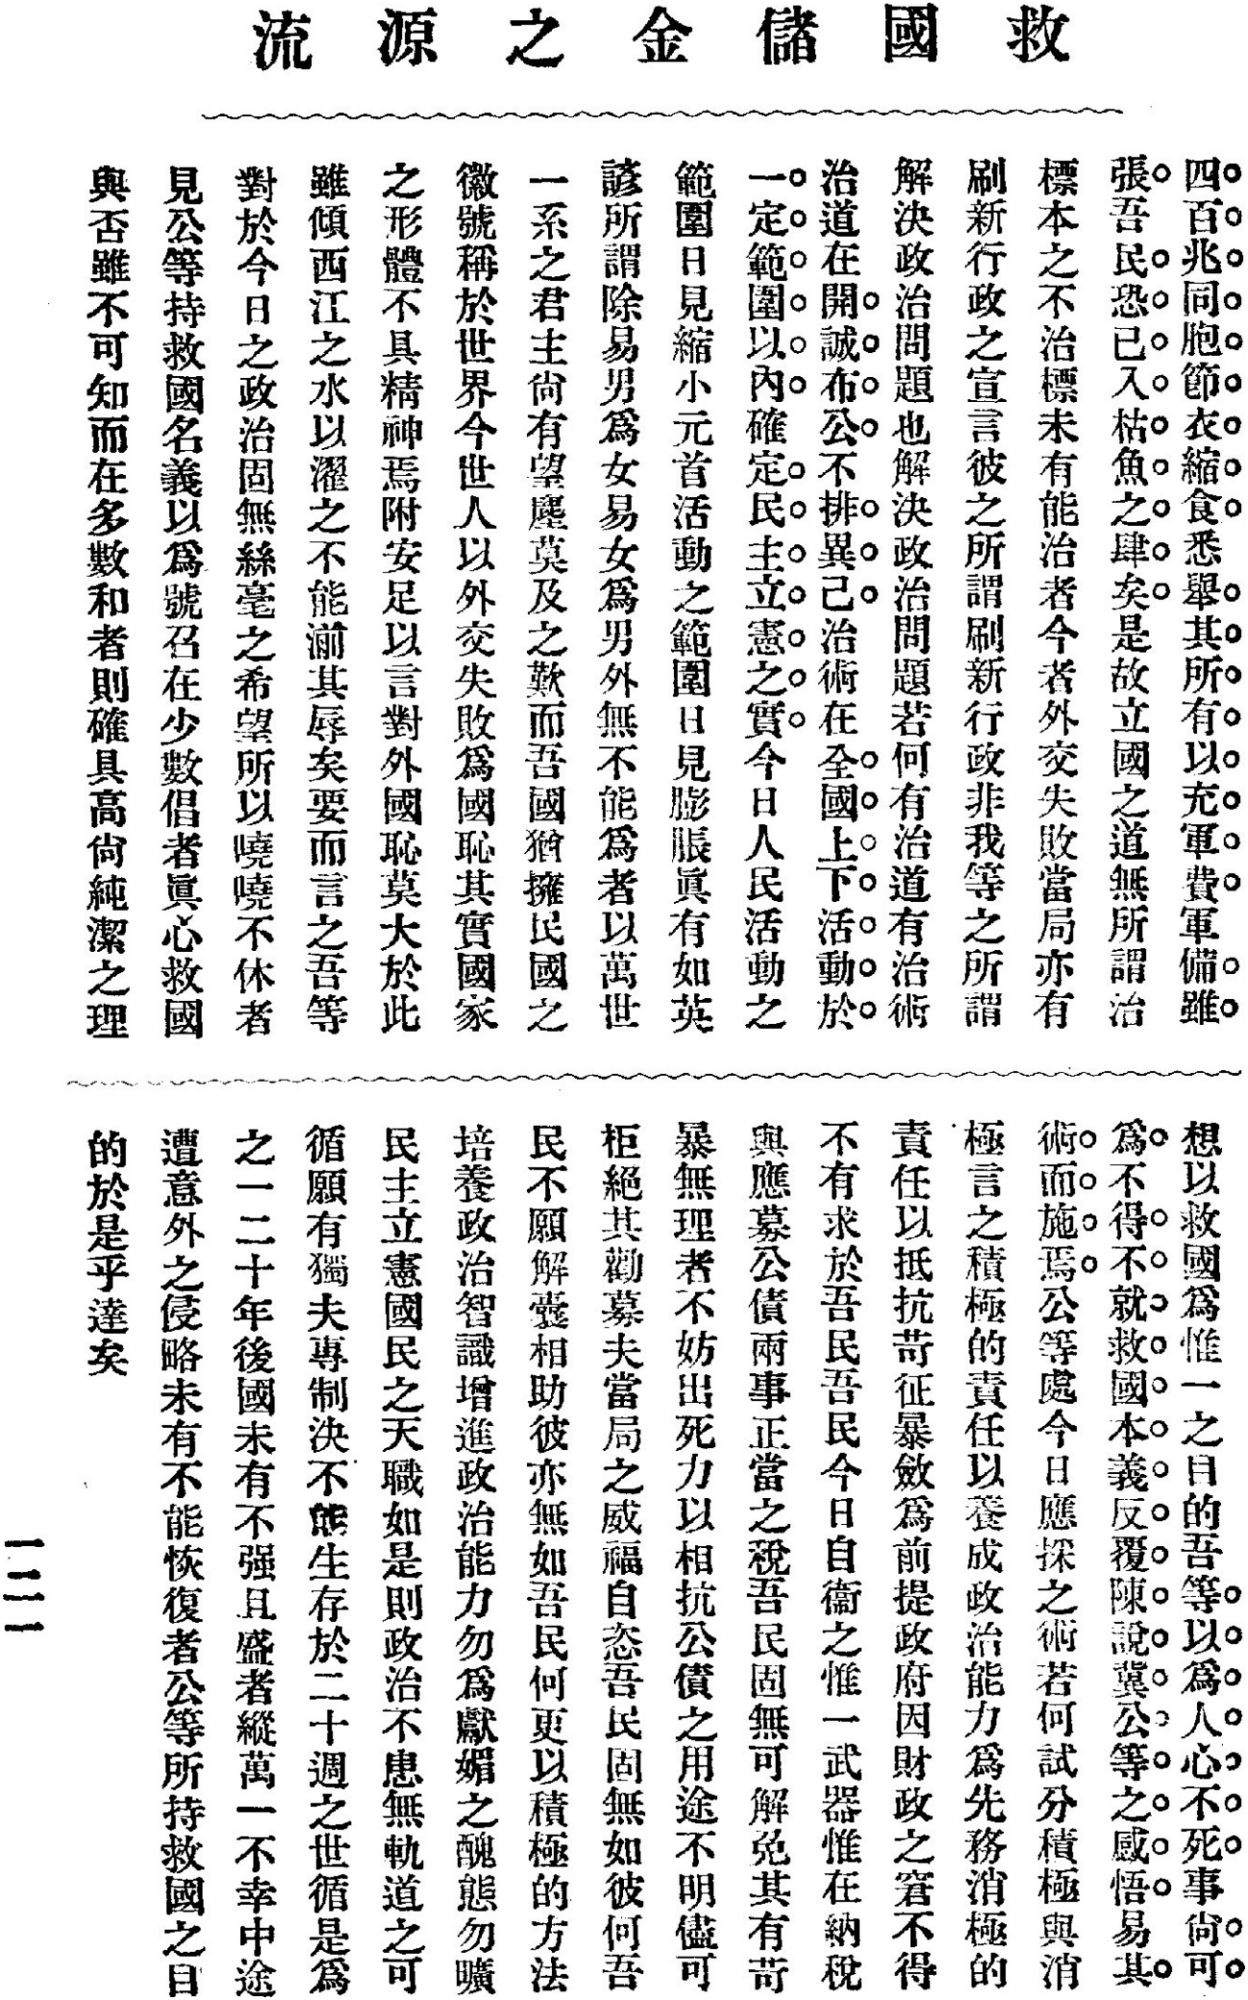 救國儲金之源流
四百兆同胞節衣縮食悉舉其所有以充軍費軍備雖
張吾民恐已入枯魚之肆矣是故立國之道無所謂治
標本之不治標未有能治者今者外交失敗當局亦有
刷新行政之宣言彼之所謂刷新行政非我等之所謂
解決政治問題也解決政治問題若何有治道有治術
治道在開誠布公不排異己治術在全國上下活動於
一定範圍以內確定民主立憲之實今日人民活動之
範圍日見縮小元首活動之範圍日見膨脹眞有如英
諺所謂除易男爲女易女爲男外無不能爲者以萬世
一系之君主尙有望塵莫及之歎而吾國猶擁民國之
徽號稱於世界今世人以外交失敗爲國恥其實國家
之形體不具精神焉附安足以言對外國恥莫大於此
雖傾西江之水以濯之不能湔其辱矣要而言之吾等
對於今日之政治固無絲毫之希望所以嘵嘵不休者
見公等持救國名義以爲號召在少數倡者眞心救國
與否雖不可知而在多數和者則確具高尙純潔之理
想以救國爲惟一之目的吾等以爲人心不死事尙可
爲不得不就救國本義反覆陳說冀公等之感悟易其
術而施焉公等處今日應採之術若何試分積極與消
極言之積極的責任以養成政治能力爲先務消極的
責任以抵抗苛征暴斂爲前提政府因財政之窘不得
不有求於吾民吾民今日自衞之惟一武器惟在納稅
與應募公債兩事正當之稅吾民固無可解免其有苛
暴無理者不妨出死力以相抗公債之用途不明儘可
拒絕其勸募夫當局之威福自恣吾民固無如彼何吾
民不願解囊相助彼亦無如吾民何更以積極的方法
培養政治智識增進政治能力勿爲獻媚之醜態勿曠
民主立憲國民之天職如是則政治不患無軌道之可
循願有獨夫專制決不能生存於二十週之世循是爲
之一二十年後國未有不强且盛者縱萬一不幸中途
遭意外之侵略未有不能恢復者公等所持救國之目
的於是乎達矣
一二一